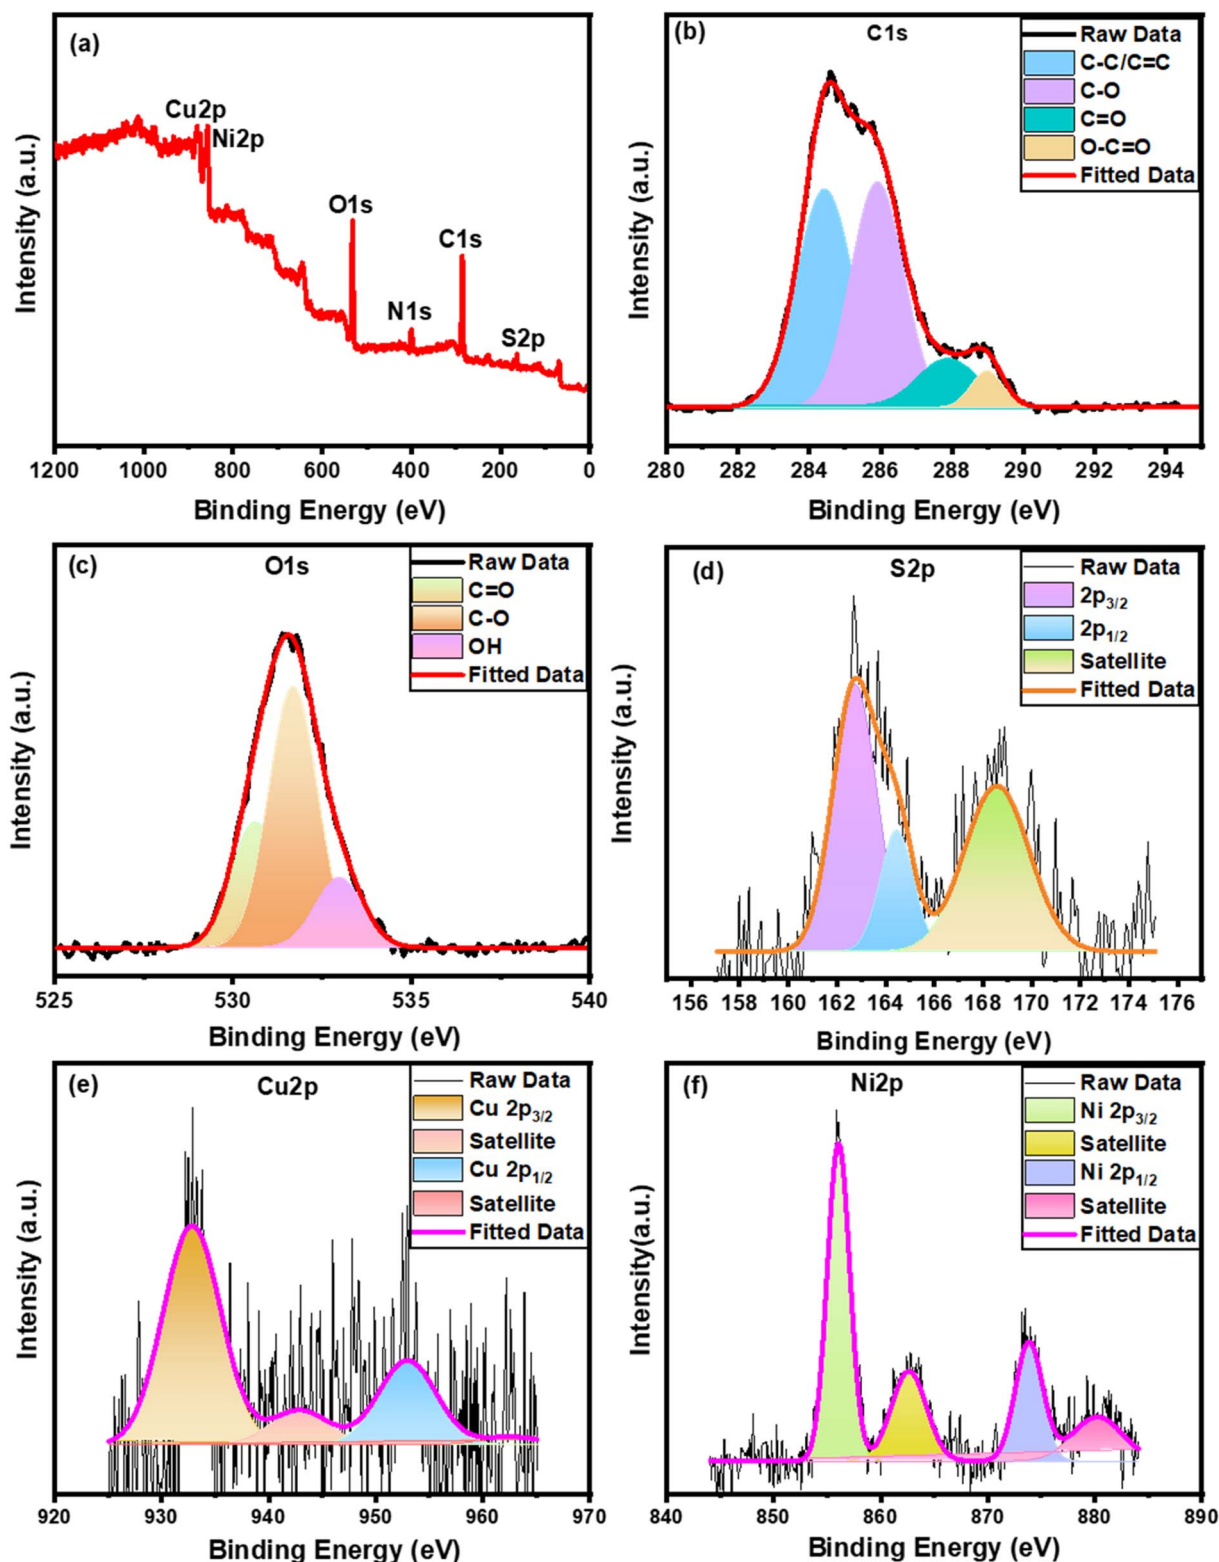 (a)
Cu2p
Ni2p
O1s
C1s
N1s
S2p
Intensity (a.u.)
1200 1000 800 600 400 200 0
Binding Energy (eV)
(b)
C1s
Raw Data
C-C/C=C
C-O
C=O
O-C=O
Fitted Data
Intensity (a.u.)
280 282 284 286 288 290 292 294
Binding Energy (eV)
(c)
O1s
Raw Data
C=O
C-O
OH
Fitted Data
Intensity (a.u.)
525 530 535 540
Binding Energy (eV)
(d)
S2p
Raw Data
2p3/2
2p1/2
Satellite
Fitted Data
Intensity (a.u.)
156 158 160 162 164 166 168 170 172 174 176
Binding Energy (eV)
(e)
Cu2p
Raw Data
Cu 2p3/2
Satellite
Cu 2p1/2
Satellite
Fitted Data
Intensity (a.u.)
920 930 940 950 960 970
Binding Energy (eV)
(f)
Ni2p
Raw Data
Ni 2p3/2
Satellite
Ni 2p1/2
Satellite
Fitted Data
Intensity(a.u.)
840 850 860 870 880 890
Binding Energy (eV)